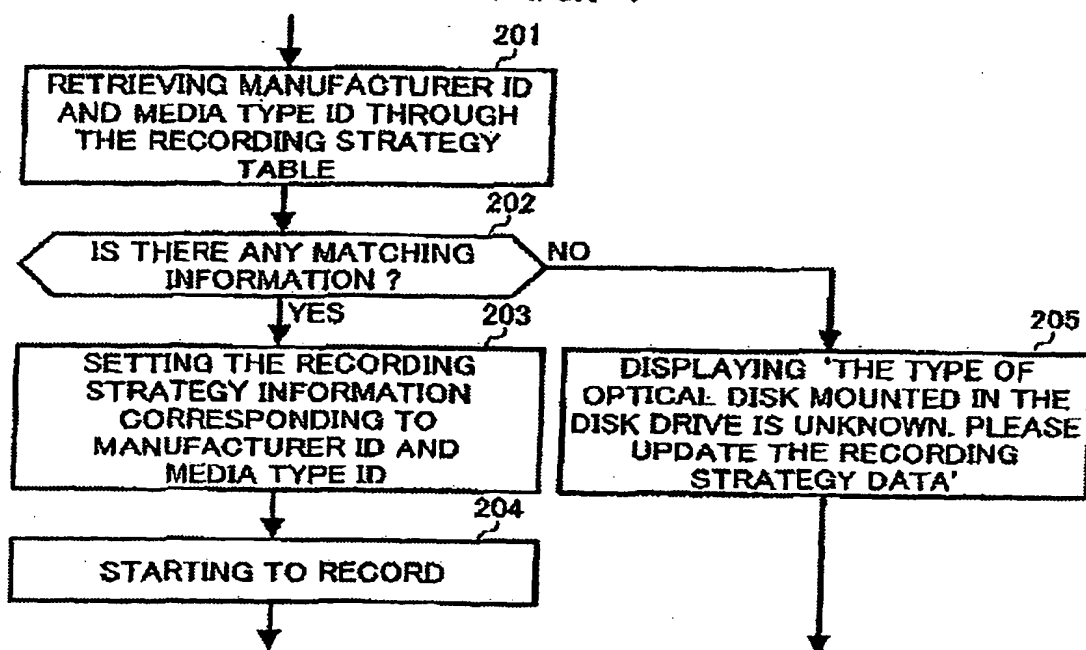 201
RETRIEVING MANUFACTURER ID
AND MEDIA TYPE ID THROUGH
THE RECORDING STRATEGY
TABLE
202
IS THERE ANY MATCHING
INFORMATION ?
NO
YES
203
SETTING THE RECORDING
STRATEGY INFORMATION
CORRESPONDING TO
MANUFACTURER ID AND
MEDIA TYPE ID
205
DISPLAYING 'THE TYPE OF
OPTICAL DISK MOUNTED IN THE
DISK DRIVE IS UNKNOWN. PLEASE
UPDATE THE RECORDING
STRATEGY DATA'
204
STARTING TO RECORD